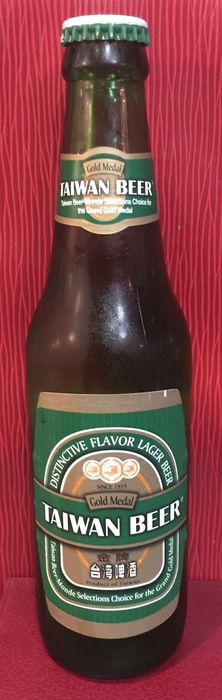 Gold Medal
TAIWAN BEER
Taiwan Beer-Monde Selections Choice for
the Grand Gold Medal
DISTINCTIVE FLAVOR LAGER BEER
SINCE 1919
Gold Medal
TAIWAN BEER®
金牌
台灣啤酒
Product of Taiwan
Taiwan Beer-Monde Selections Choice for the Grand Gold Medal